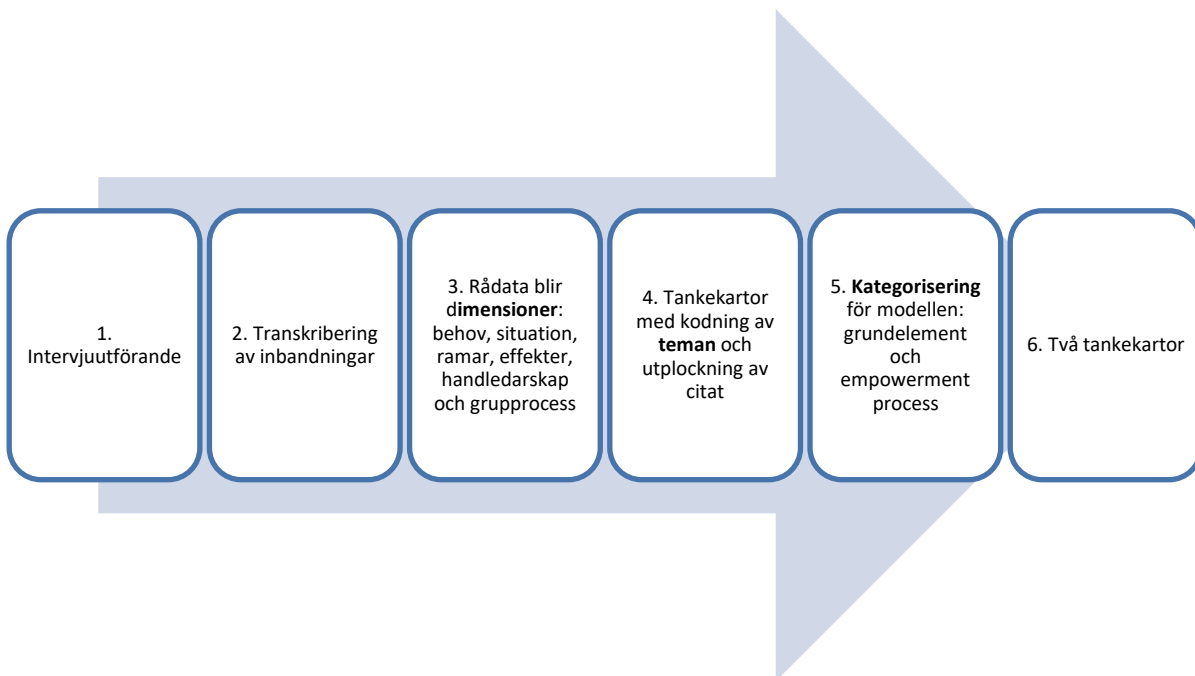 1.
Intervjuutförande
2. Transkribering
av inbandningar
3. Rådata blir
dimensioner:
behov, situation,
ramar, effekter,
handledarskap
och grupprocess
4. Tankekartor
med kodning av
teman och
utplockning av
citat
5. Kategorisering
för modellen:
grundelement
och
empowerment
process
6. Två tankekartor